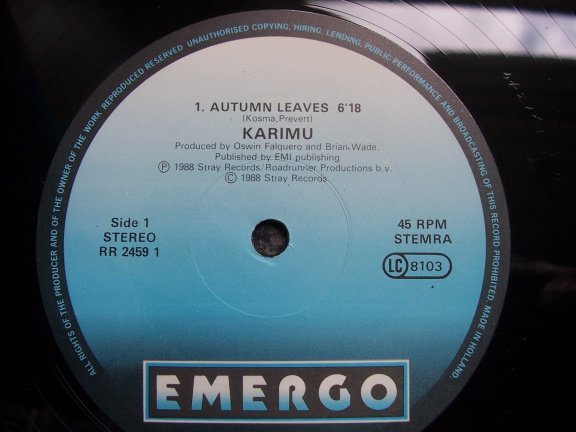 ALL RIGHTS OF THE PRODUCER AND OF THE OWNER OF THE WORK REPRODUCED RESERVED UNAUTHORISED COPYING, HIRING, LENDING, PUBLIC PERFORMANCE AND BROADCASTING OF THIS RECORD PROHIBITED. MADE IN HOLLAND.
1. AUTUMN LEAVES 6'18
(Kosma, Prevert)
KARIMU
Produced by Oswin Falquero and Brian Wade.
Published by EMI publishing
Ⓟ 1988 Stray Records/Roadrunner Productions b.v.
© 1988 Stray Records
Side 1
STEREO
RR 2459 1
45 RPM
STEMRA
LC 8103
EMERGO